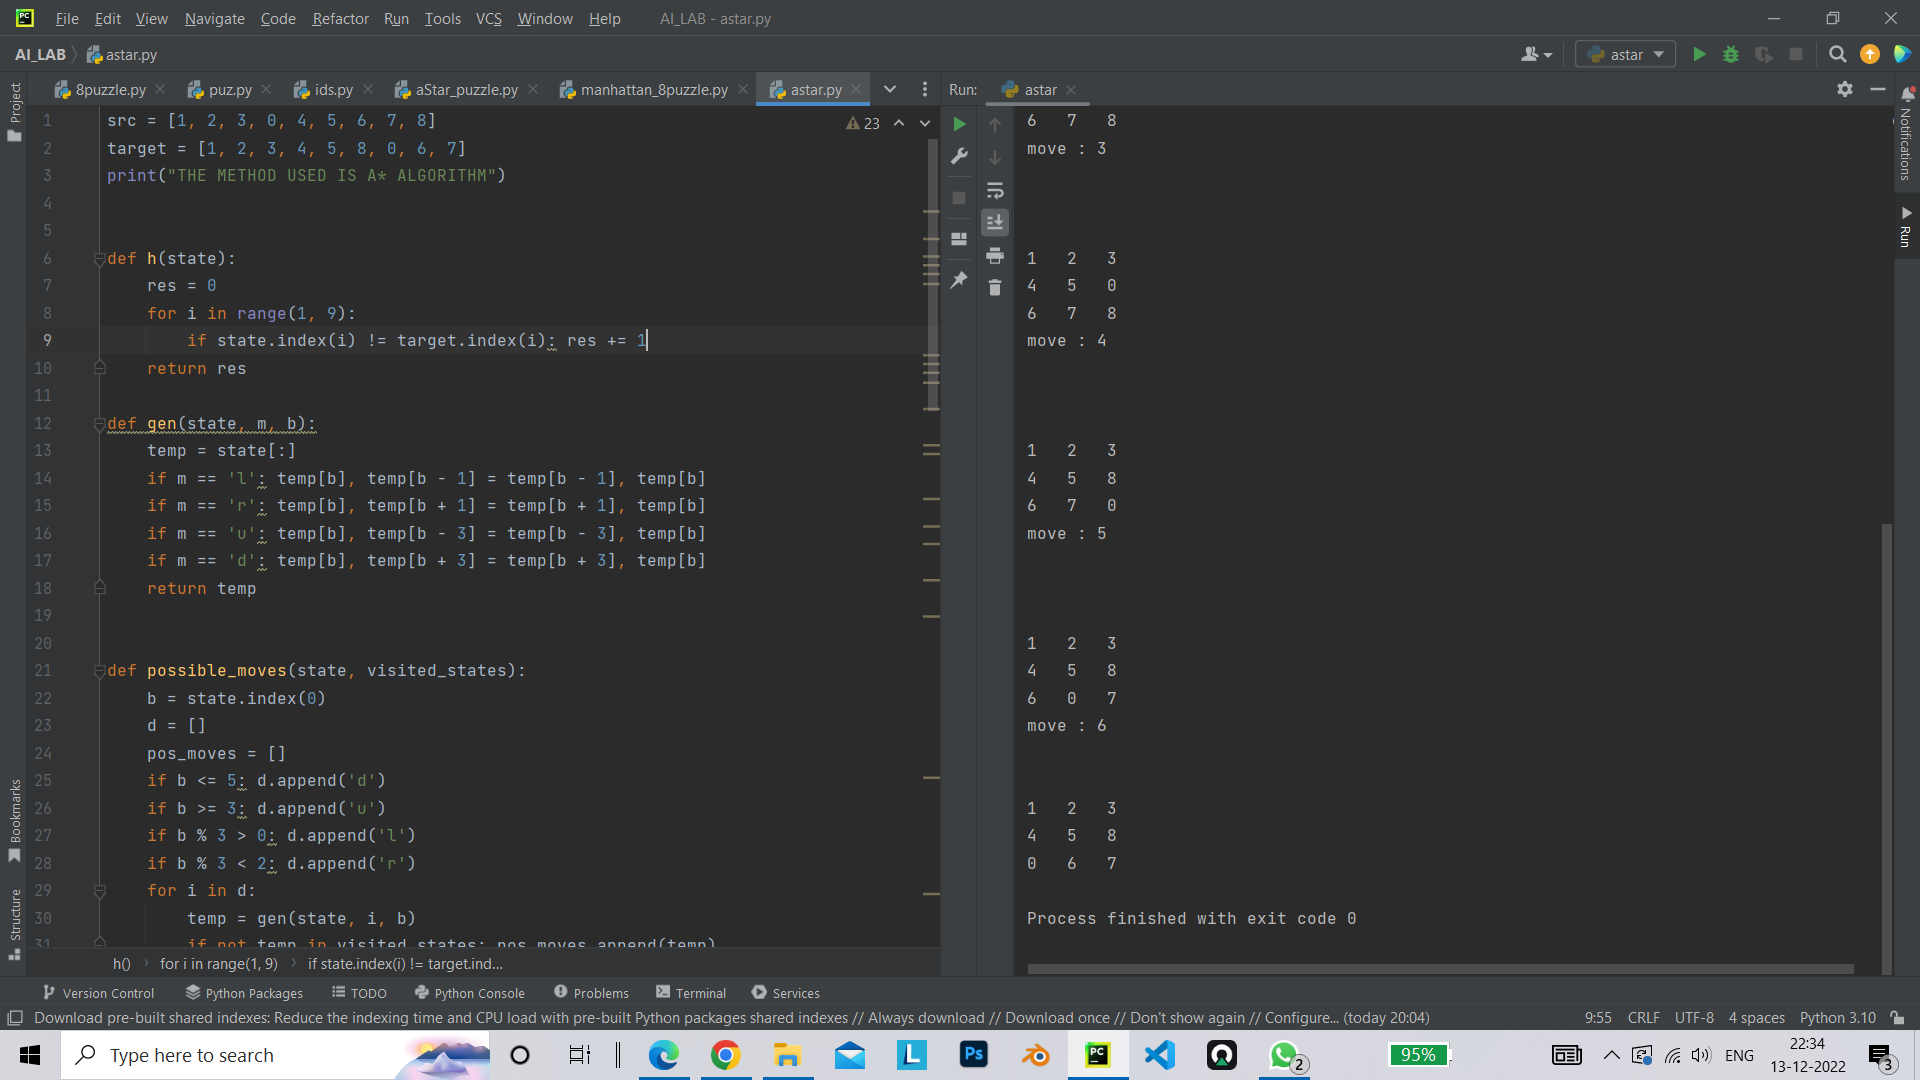 File Edit View Navigate Code Refactor Run Tools VCS Window Help AI_LAB - astar.py
AI_LAB astar.py astar
8puzzle.py puz.py ids.py aStar_puzzle.py manhattan_8puzzle.py astar.py
Project
23
1 src = [1, 2, 3, 0, 4, 5, 6, 7, 8]
2 target = [1, 2, 3, 4, 5, 8, 0, 6, 7]
3 print("THE METHOD USED IS A* ALGORITHM")
4
5
6 def h(state):
7 res = 0
8 for i in range(1, 9):
9 if state.index(i) != target.index(i): res += 1
10 return res
11
12 def gen(state, m, b):
13 temp = state[:]
14 if m == 'l': temp[b], temp[b - 1] = temp[b - 1], temp[b]
15 if m == 'r': temp[b], temp[b + 1] = temp[b + 1], temp[b]
16 if m == 'u': temp[b], temp[b - 3] = temp[b - 3], temp[b]
17 if m == 'd': temp[b], temp[b + 3] = temp[b + 3], temp[b]
18 return temp
19
20
21 def possible_moves(state, visited_states):
22 b = state.index(0)
23 d = []
24 pos_moves = []
25 if b <= 5: d.append('d')
26 if b >= 3: d.append('u')
27 if b % 3 > 0: d.append('l')
28 if b % 3 < 2: d.append('r')
29 for i in d:
30 temp = gen(state, i, b)
31 if not temp in visited_states: pos_moves.append(temp)
h() for i in range(1, 9) if state.index(i) != target.ind...
Bookmarks
Structure
Run: astar
6 7 8
move : 3
1 2 3
4 5 0
6 7 8
move : 4
1 2 3
4 5 8
6 7 0
move : 5
1 2 3
4 5 8
6 0 7
move : 6
1 2 3
4 5 8
0 6 7
Process finished with exit code 0
Notifications
Run
Version Control Python Packages TODO Python Console Problems Terminal Services
Download pre-built shared indexes: Reduce the indexing time and CPU load with pre-built Python packages shared indexes // Always download // Download once // Don't show again // Configure... (today 20:04) 9:55 CRLF UTF-8 4 spaces Python 3.10
Type here to search
L Ps PC 2 95% ENG 22:34
13-12-2022 3